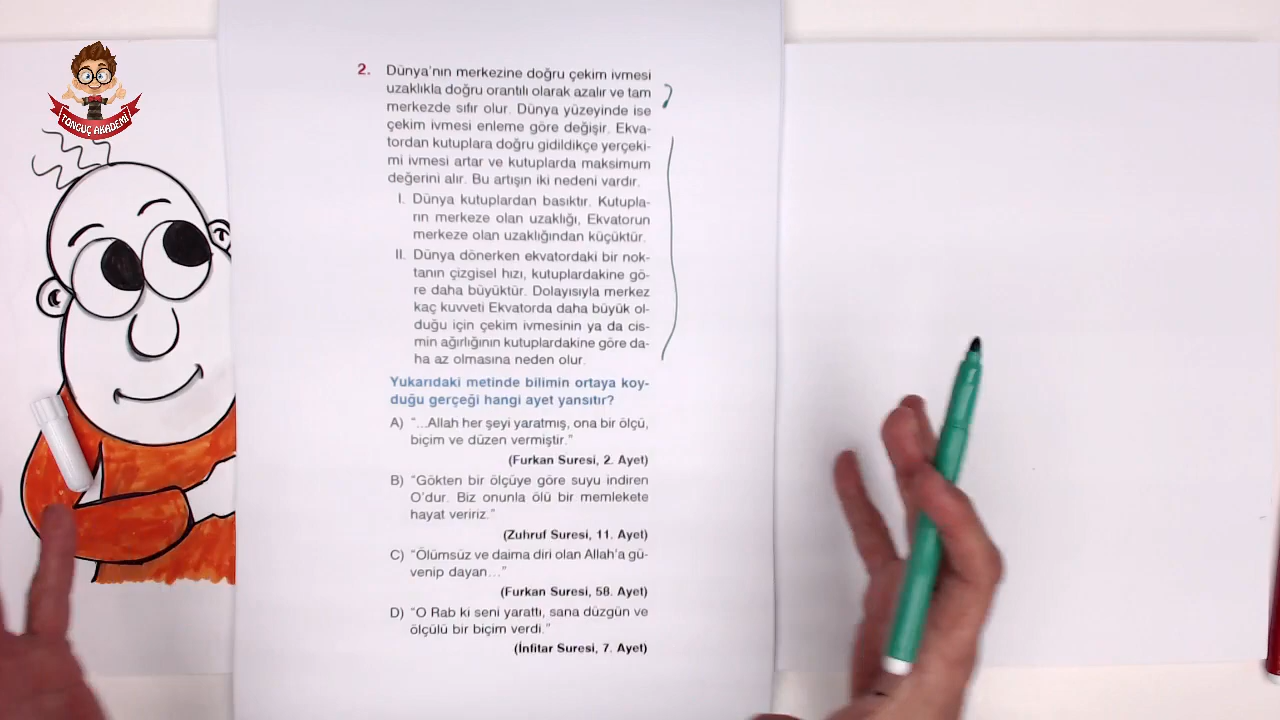 TONGUÇ AKADEMİ
2. Dünya'nın merkezine doğru çekim ivmesi
uzaklıkla doğru orantılı olarak azalır ve tam
merkezde sıfır olur. Dünya yüzeyinde ise
çekim ivmesi enleme göre değişir. Ekva-
tordan kutuplara doğru gidildikçe yerçeki-
mi ivmesi artar ve kutuplarda maksimum
değerini alır. Bu artışın iki nedeni vardır.
I. Dünya kutuplardan basıktır. Kutupla-
rın merkeze olan uzaklığı, Ekvatorun
merkeze olan uzaklığından küçüktür.
II. Dünya dönerken ekvatordaki bir nok-
tanın çizgisel hızı, kutuplardakine gö-
re daha büyüktür. Dolayısıyla merkez
kaç kuvveti Ekvatorda daha büyük ol-
duğu için çekim ivmesinin ya da cis-
min ağırlığının kutuplardakine göre da-
ha az olmasına neden olur.
Yukarıdaki metinde bilimin ortaya koy-
duğu gerçeği hangi ayet yansıtır?
A) "...Allah her şeyi yaratmış, ona bir ölçü,
biçim ve düzen vermiştir."
(Furkan Suresi, 2. Ayet)
B) "Gökten bir ölçüye göre suyu indiren
O'dur. Biz onunla ölü bir memlekete
hayat veririz."
(Zuhruf Suresi, 11. Ayet)
C) "Ölümsüz ve daima diri olan Allah'a gü-
venip dayan..."
(Furkan Suresi, 58. Ayet)
D) "O Rab ki seni yarattı, sana düzgün ve
ölçülü bir biçim verdi."
(İnfitar Suresi, 7. Ayet)